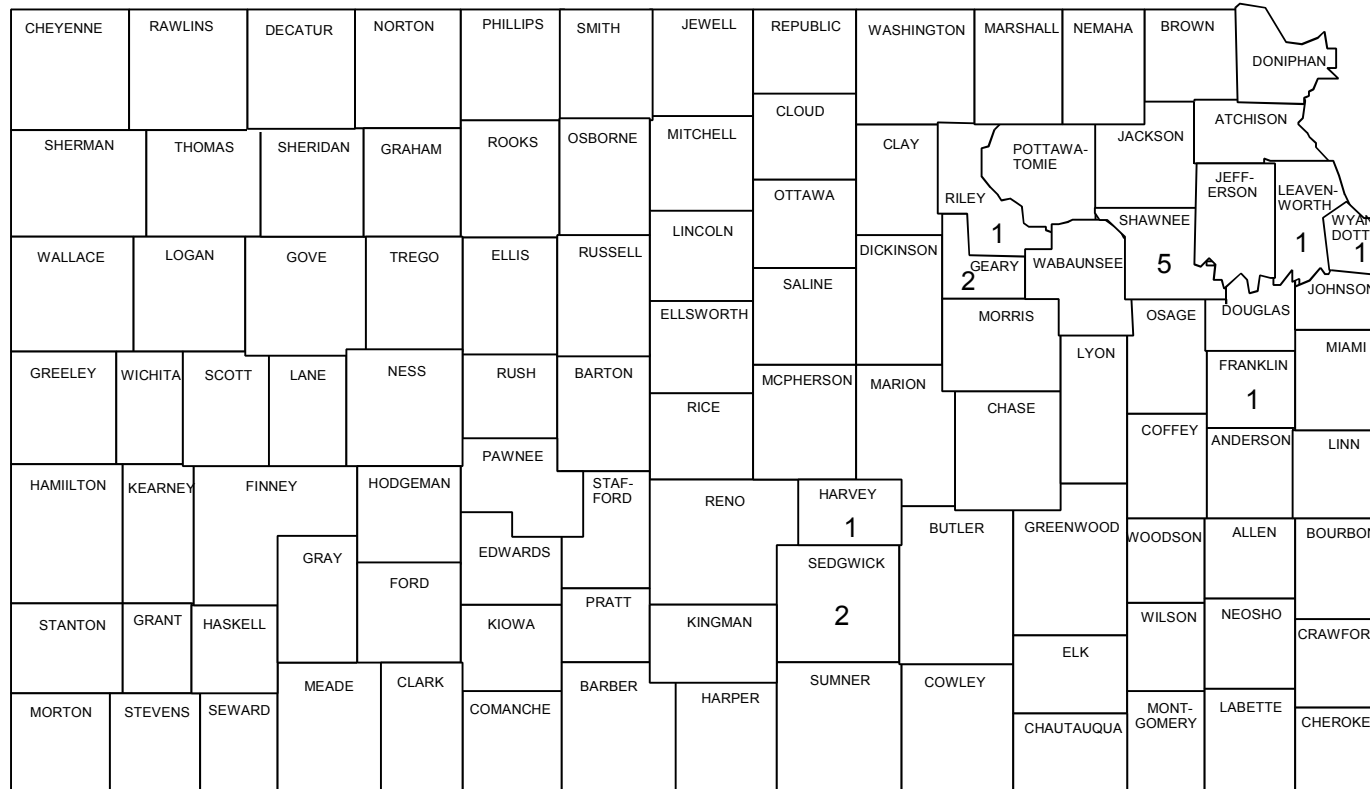 CHEYENNE
RAWLINS
DECATUR
NORTON
PHILLIPS
SMITH
JEWELL
REPUBLIC
WASHINGTON
MARSHALL
NEMAHA
BROWN
DONIPHAN
CLOUD
ATCHISON
SHERMAN
THOMAS
SHERIDAN
GRAHAM
ROOKS
OSBORNE
MITCHELL
CLAY
POTTAWA-
TOMIE
JACKSON
JEFF-
ERSON
LEAVEN-
WORTH
1
WYAN
DOTT
1
OTTAWA
RILEY
1
SHAWNEE
5
LINCOLN
WALLACE
LOGAN
GOVE
TREGO
ELLIS
RUSSELL
DICKINSON
GEARY
2
WABAUNSEE
SALINE
JOHNSON
ELLSWORTH
MORRIS
OSAGE
DOUGLAS
LYON
MIAMI
GREELEY
WICHITA
SCOTT
LANE
NESS
RUSH
BARTON
MCPHERSON
MARION
FRANKLIN
1
RICE
CHASE
COFFEY
ANDERSON
LINN
PAWNEE
HAMIILTON
KEARNEY
FINNEY
HODGEMAN
STAF-
FORD
RENO
HARVEY
1
BUTLER
GREENWOOD
WOODSON
ALLEN
BOURBON
GRAY
EDWARDS
SEDGWICK
2
FORD
PRATT
STANTON
GRANT
HASKELL
KIOWA
KINGMAN
WILSON
NEOSHO
CRAWFOR
ELK
MEADE
CLARK
BARBER
SUMNER
COWLEY
MORTON
STEVENS
SEWARD
COMANCHE
HARPER
CHAUTAUQUA
MONT-
GOMERY
LABETTE
CHEROKE